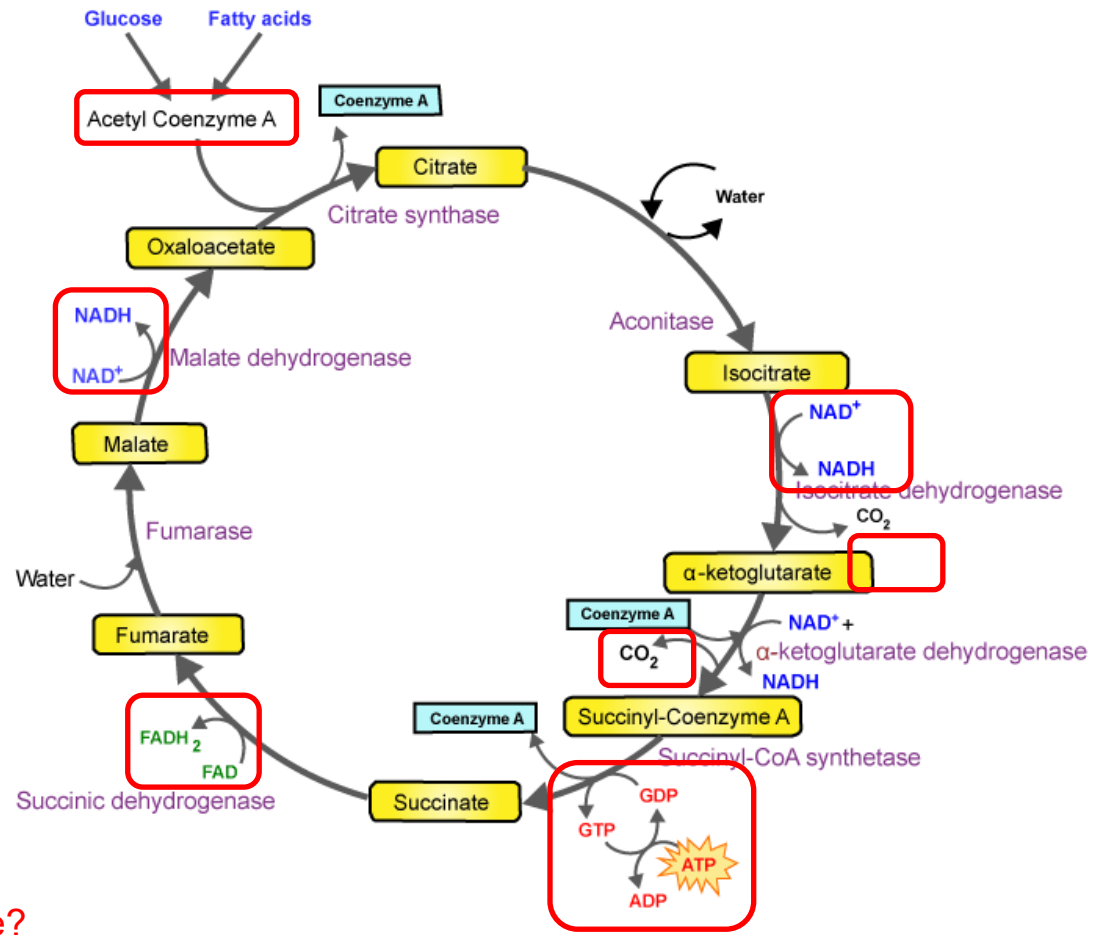 Glucose
Fatty acids
Acetyl Coenzyme A
Coenzyme A
Citrate
Citrate synthase
Water
Oxaloacetate
Aconitase
NADH
NAD+
Malate dehydrogenase
Isocitrate
NAD+
NADH
Isocitrate dehydrogenase
CO2
Malate
Fumarase
Water
α-ketoglutarate
Coenzyme A
NAD+ +
α-ketoglutarate dehydrogenase
CO2
NADH
Fumarate
Succinyl-Coenzyme A
Coenzyme A
Succinyl-CoA synthetase
FADH2
FAD
Succinic dehydrogenase
Succinate
GDP
GTP
ATP
ADP
e?